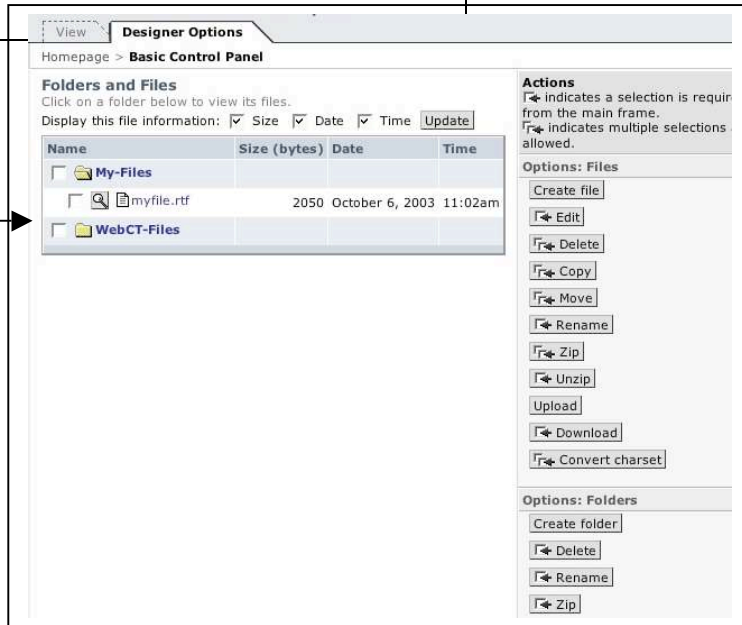 View Designer Options
Homepage > Basic Control Panel
Folders and Files
Click on a folder below to view its files.
Display this file information: Size Date Time Update
Name Size (bytes) Date Time
My-Files
myfile.rtf 2050 October 6, 2003 11:02am
WebCT-Files
Actions
indicates a selection is
from the main frame.
indicates multiple selections
allowed.
Options: Files
Create file
Edit
Delete
Copy
Move
Rename
Zip
Unzip
Upload
Download
Convert charset
Options: Folders
Create folder
Delete
Rename
Zip